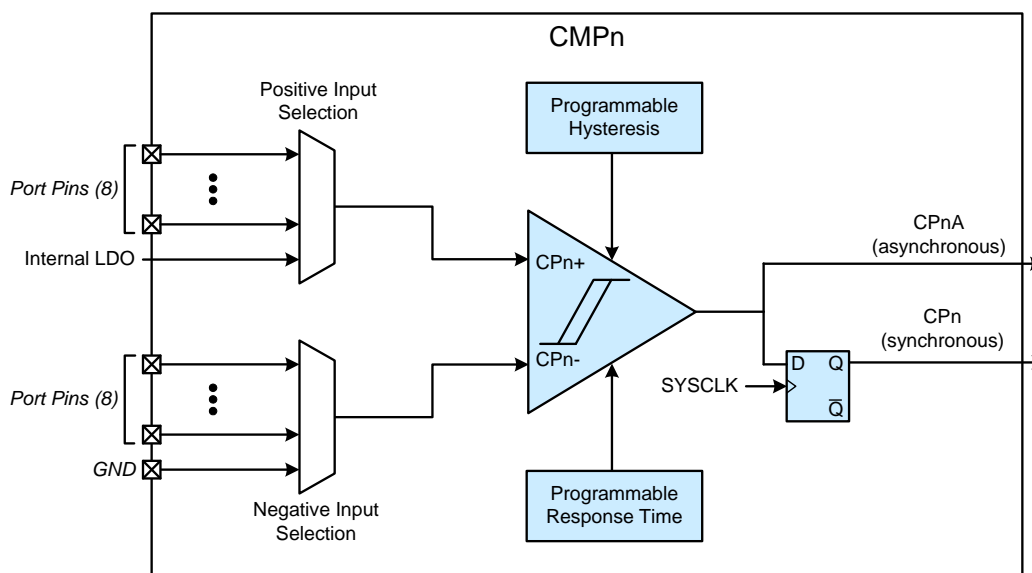 CMPn
Positive Input
Selection
Programmable
Hysteresis
Port Pins (8)
Internal LDO
CPn+
CPnA
(asynchronous)
CPn-
CPn
(synchronous)
Port Pins (8)
GND
SYSCLK
D Q
Q̅
Negative Input
Selection
Programmable
Response Time